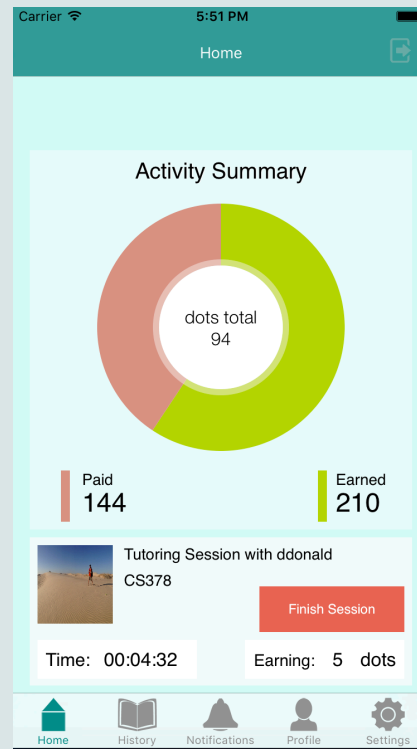 Carrier 5:51 PM
Home
Activity Summary
dots total
94
Paid
144
Earned
210
Tutoring Session with ddonald
CS378
Finish Session
Time: 00:04:32
Earning: 5 dots
Home History Notifications Profile Settings